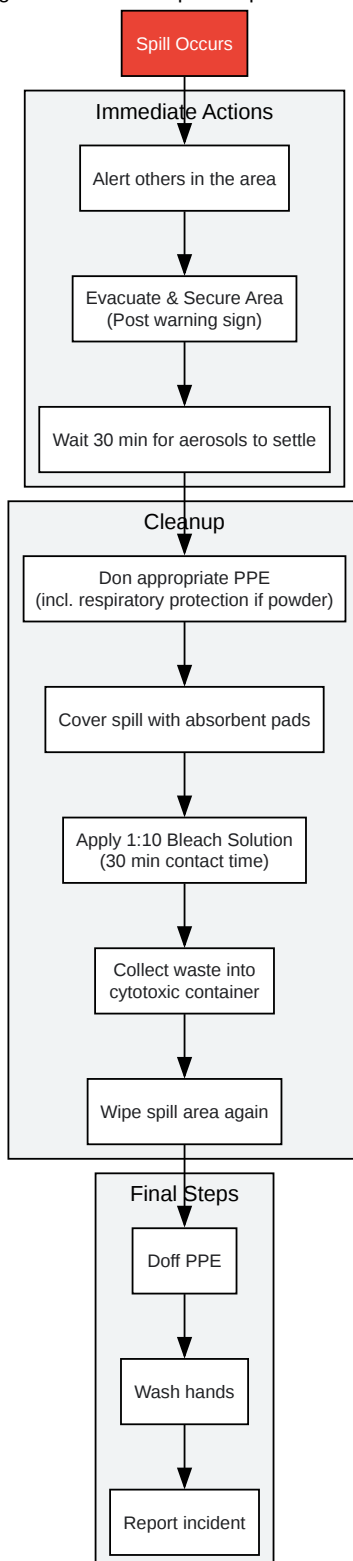 Spill Occurs
Immediate Actions
Alert others in the area
Evacuate & Secure Area
(Post warning sign)
Wait 30 min for aerosols to settle
Cleanup
Don appropriate PPE
(incl. respiratory protection if powder)
Cover spill with absorbent pads
Apply 1:10 Bleach Solution
(30 min contact time)
Collect waste into
cytotoxic container
Wipe spill area again
Final Steps
Doff PPE
Wash hands
Report incident